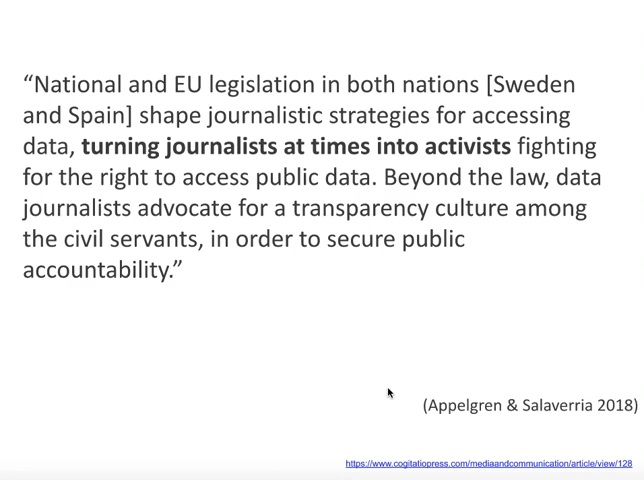 “National and EU legislation in both nations [Sweden
and Spain] shape journalistic strategies for accessing
data, turning journalists at times into activists fighting
for the right to access public data. Beyond the law, data
journalists advocate for a transparency culture among
the civil servants, in order to secure public
accountability.”
(Appelgren & Salaverria 2018)
https://www.cogitatiopress.com/mediaandcommunication/article/view/128